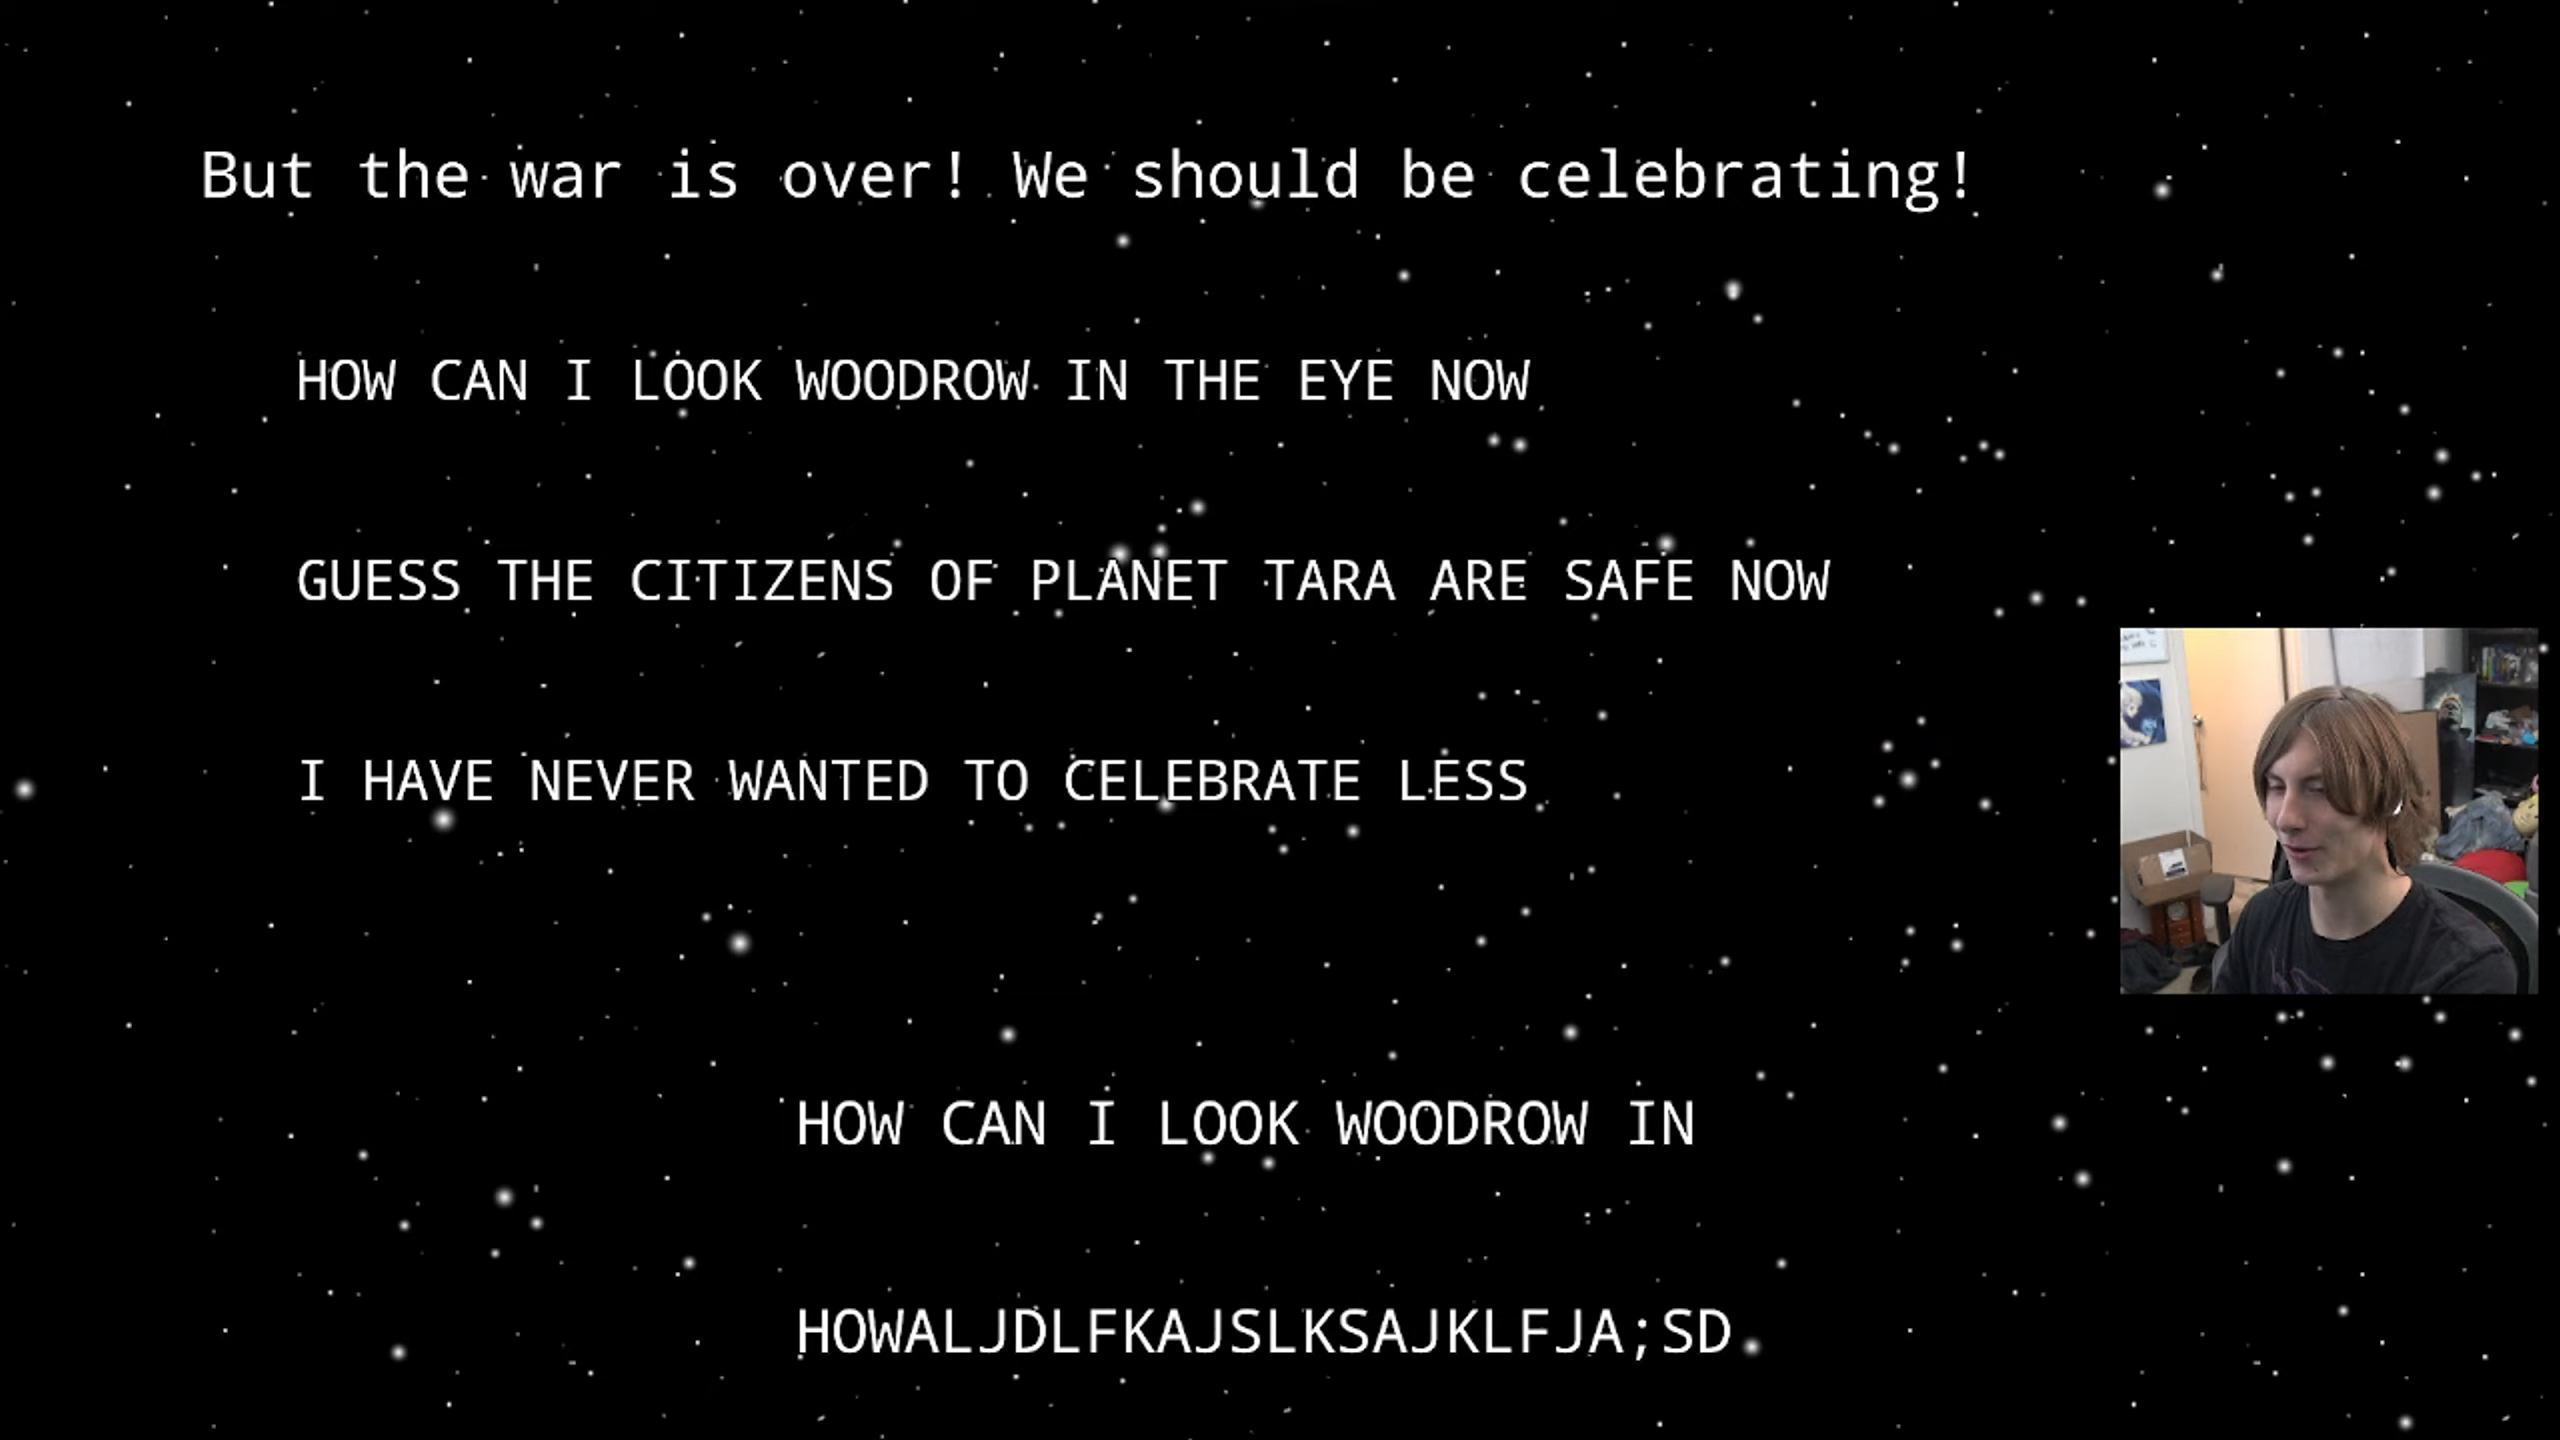 But the war is over! We should be celebrating!
HOW CAN I LOOK WOODROW IN THE EYE NOW
GUESS THE CITIZENS OF PLANET TARA ARE SAFE NOW
I HAVE NEVER WANTED TO CELEBRATE LESS
HOW CAN I LOOK WOODROW IN
HOWALJDLFKAJSLKSAJKLFJA;SD